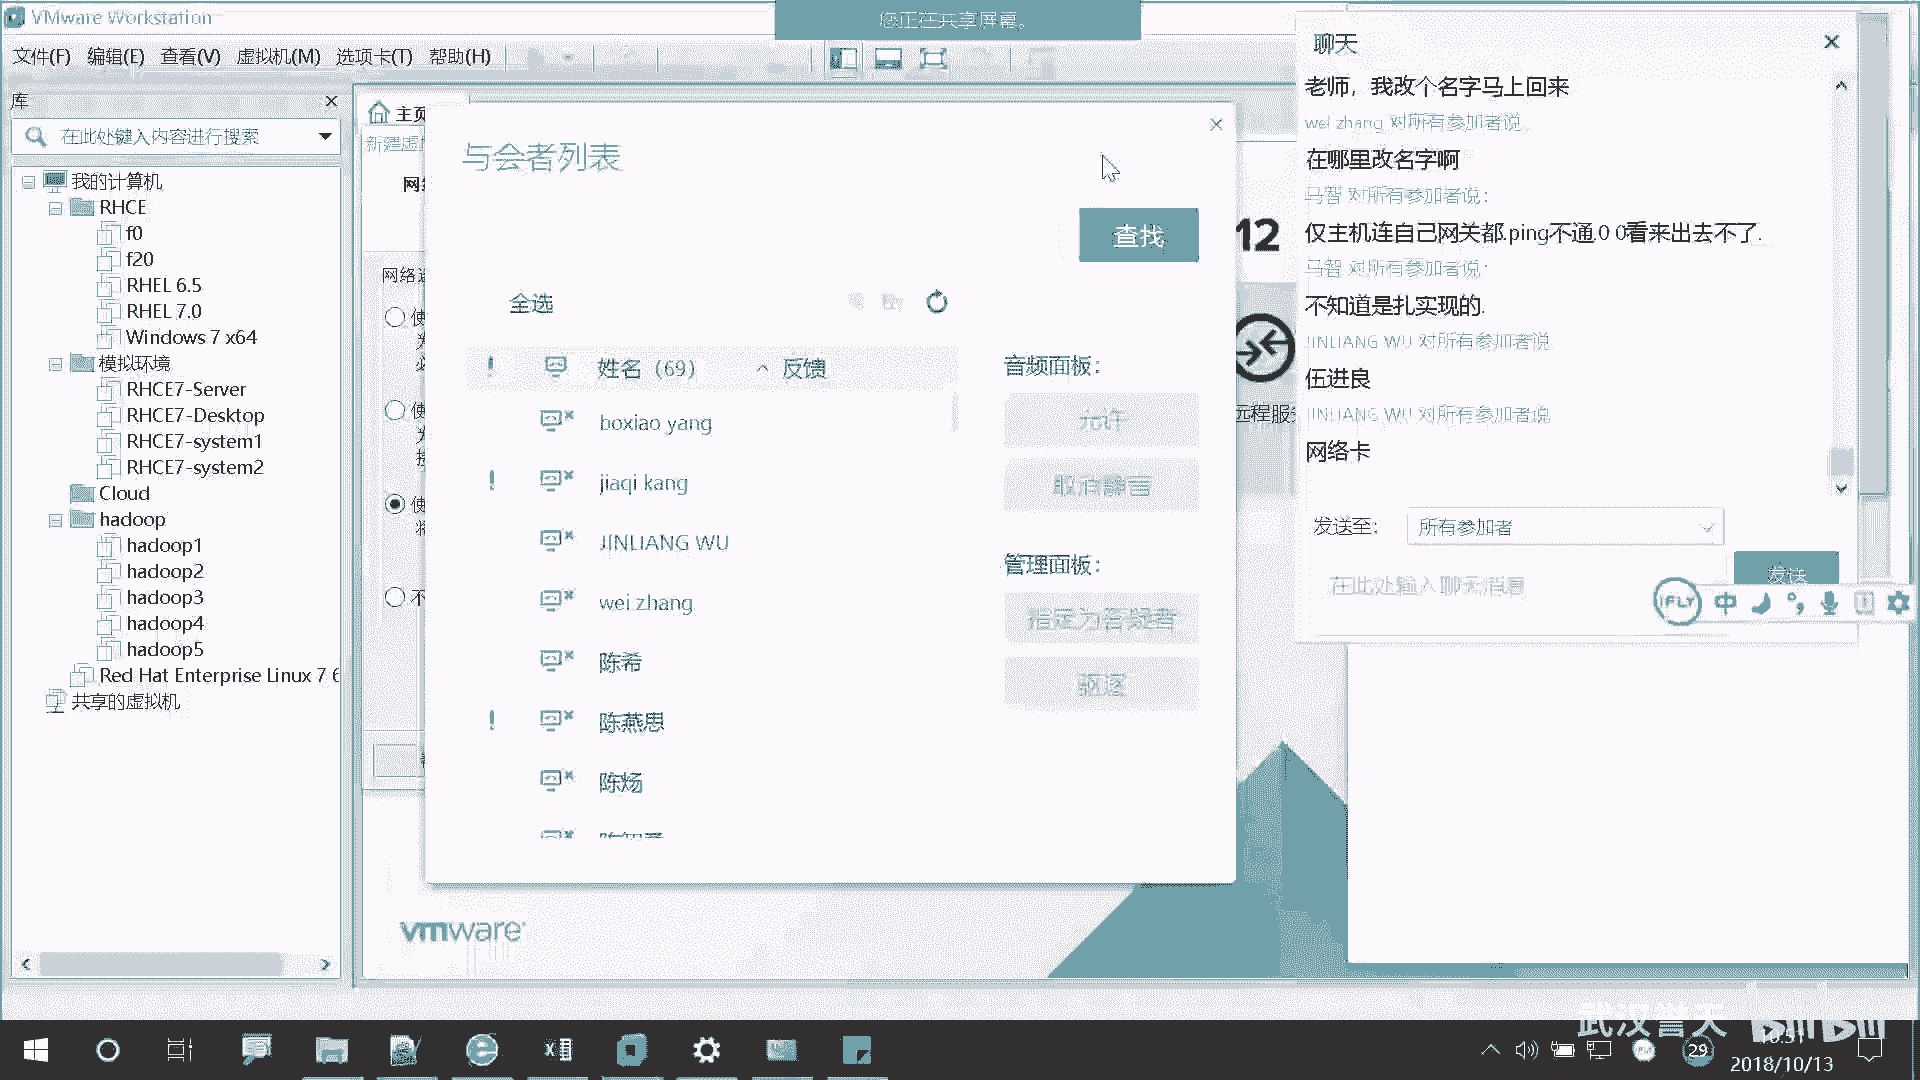 VMware Workstation
您正在共享屏幕。
文件(F) 编辑(E) 查看(V) 虚拟机(M) 选项卡(T) 帮助(H)
库
在此处键入内容进行搜索
我的计算机
RHCE
f0
f20
RHEL 6.5
RHEL 7.0
Windows 7 x64
模拟环境
RHCE7-Server
RHCE7-Desktop
RHCE7-system1
RHCE7-system2
Cloud
hadoop
hadoop1
hadoop2
hadoop3
hadoop4
hadoop5
Red Hat Enterprise Linux 7 6
共享的虚拟机
主页
新建虚
网络
使
使
使
不
12
远程服务
vmware
与会者列表
查找
全选
姓名（69） 反馈
boxiao yang
jiaqi kang
JINLIANG WU
wei zhang
陈希
陈燕思
陈炀
音频面板：
允许
取消静音
管理面板：
指定为答疑者
驱逐
聊天
老师，我改个名字马上回来
wei zhang 对所有参加者说：
在哪里改名字啊
马智 对所有参加者说：
仅主机连自己网关都.ping不通.0 0看来出去不了.
马智 对所有参加者说：
不知道是扎实现的.
JINLIANG WU 对所有参加者说：
伍进良
JINLIANG WU 对所有参加者说：
网络卡
发送至： 所有参加者
在此处输入聊天消息
发送
iFLY 中
武汉誉天 bilibili
29
2018/10/13